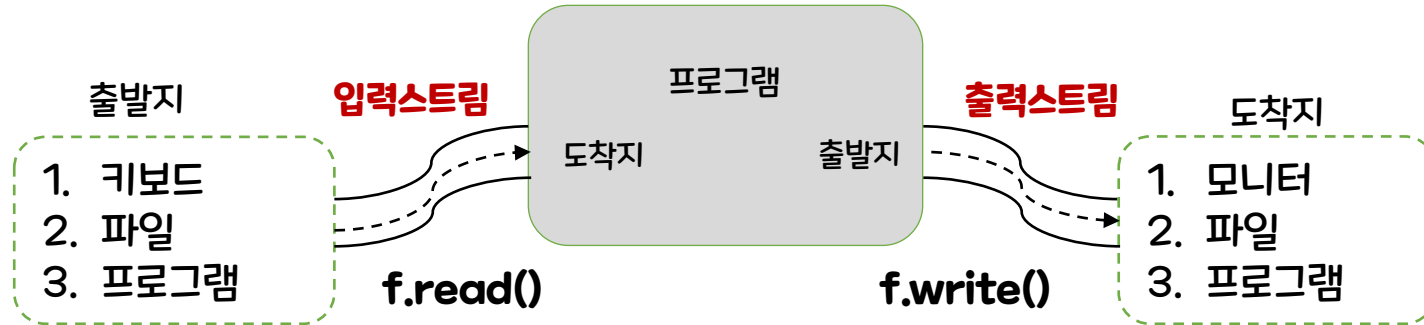 출발지
1. 키보드
2. 파일
3. 프로그램
입력스트림
f.read()
프로그램
도착지
출발지
출력스트림
f.write()
도착지
1. 모니터
2. 파일
3. 프로그램